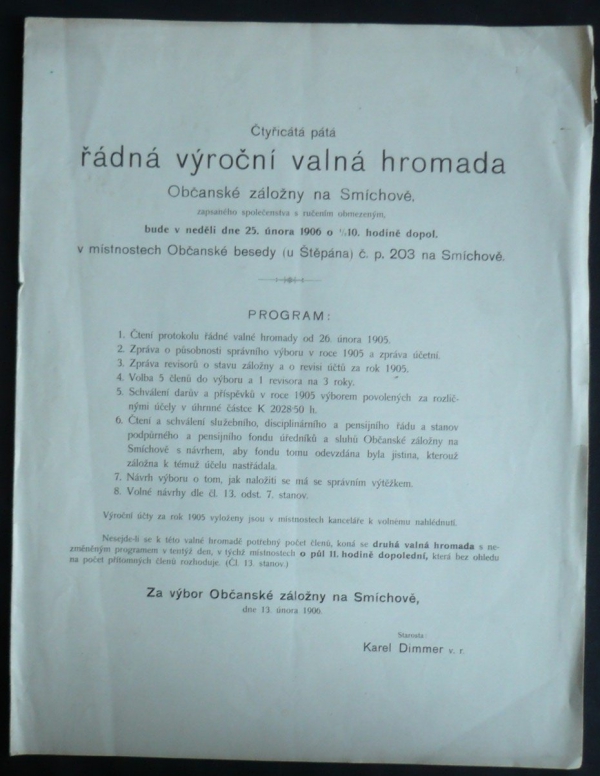 Čtyřicátá pátá
řádná výroční valná hromada
Občanské záložny na Smíchově,
zapsaného společenstva s ručením obmezeným,
bude v neděli dne 25. února 1906 o ½10. hodině dopol.
v místnostech Občanské besedy (u Štěpána) č. p. 203 na Smíchově.
PROGRAM:
1. Čtení protokolu řádné valné hromady od 26. února 1905.
2. Zpráva o působnosti správního výboru v roce 1905 a zpráva účetní.
3. Zpráva revisorů o stavu záložny a o revisi účtů za rok 1905.
4. Volba 5 členů do výboru a 1 revisora na 3 roky.
5. Schválení darův a příspěvků v roce 1905 výborem povolených za rozlič-
nými účely v úhrnné částce K 2028·50 h.
6. Čtení a schválení služebního, disciplinárního a pensijního řádu a stanov
podpůrného a pensijního fondu úředníků a sluhů Občanské záložny na
Smíchově s návrhem, aby fondu tomu odevzdána byla jistina, kterouž
záložna k témuž účelu nastřádala.
7. Návrh výboru o tom, jak naložiti se má se správním výtěžkem.
8. Volné návrhy dle čl. 13. odst. 7. stanov.
Výroční účty za rok 1905 vyloženy jsou v místnostech kanceláře k volnému nahlédnutí.
Nesejde-li se k této valné hromadě potřebný počet členů, koná se druhá valná hromada s ne-
změněným programem v tentýž den, v týchž místnostech o půl 11. hodině dopolední, která bez ohledu
na počet přítomných členů rozhoduje. (Čl. 13. stanov.)
Za výbor Občanské záložny na Smíchově,
dne 13. února 1906.
Starosta:
Karel Dimmer v. r.